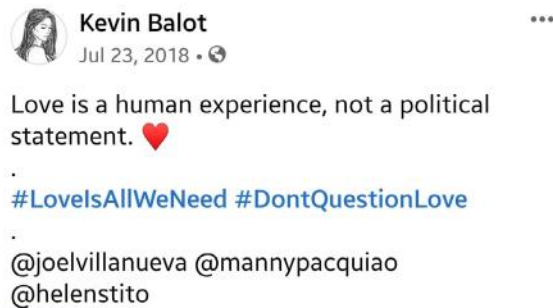 Kevin Balot
Jul 23, 2018 •
Love is a human experience, not a political
statement. ❤️
.
#LoveIsAllWeNeed #DontQuestionLove
.
@joelvillanueva @mannypacquiao
@helenstito